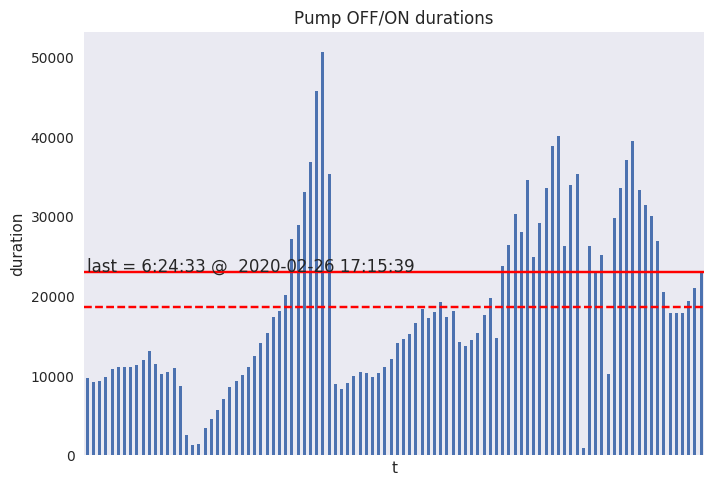 Pump OFF/ON durations
50000
40000
30000
20000
10000
0
duration
last = 6:24:33 @  2020-02-26 17:15:39
t